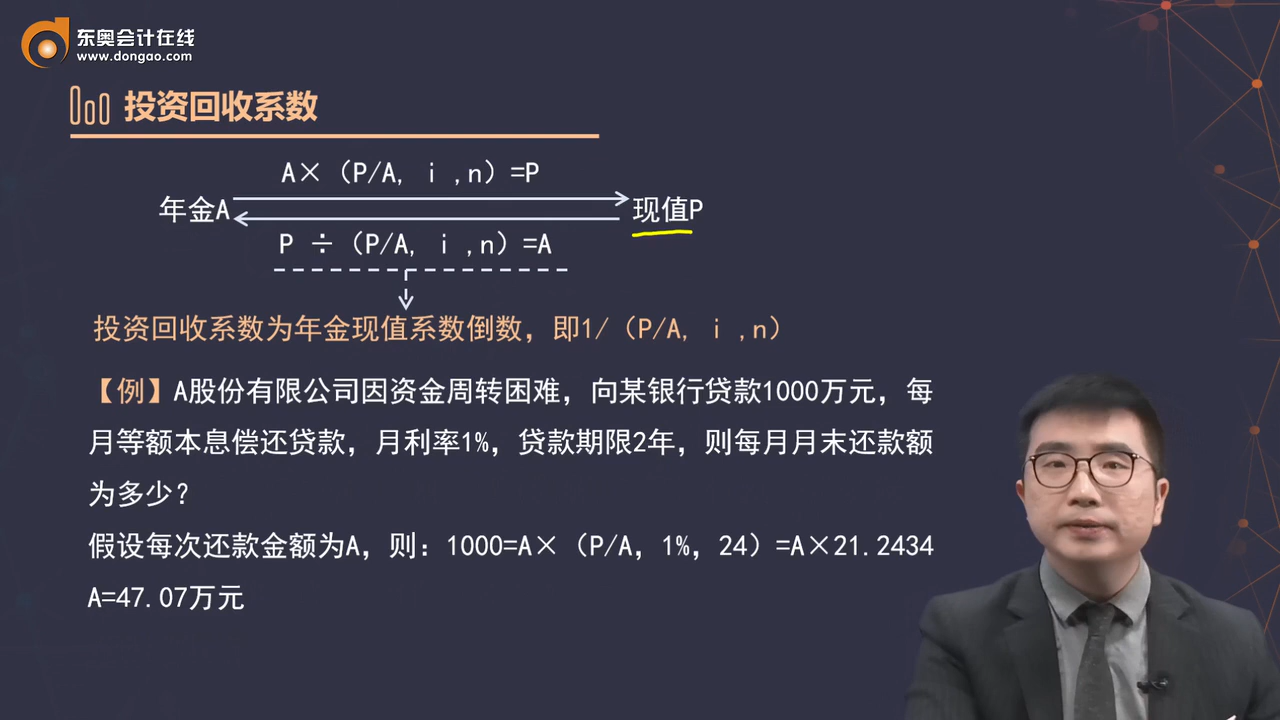 东奥会计在线
www.dongao.com
投资回收系数
A×（P/A, i ,n）=P
年金A
现值P
P ÷（P/A, i ,n）=A
投资回收系数为年金现值系数倒数，即1/（P/A, i ,n）
【例】A股份有限公司因资金周转困难，向某银行贷款1000万元，每
月等额本息偿还贷款，月利率1%，贷款期限2年，则每月月末还款额
为多少？
假设每次还款金额为A，则：1000=A×（P/A，1%，24）=A×21.2434
A=47.07万元